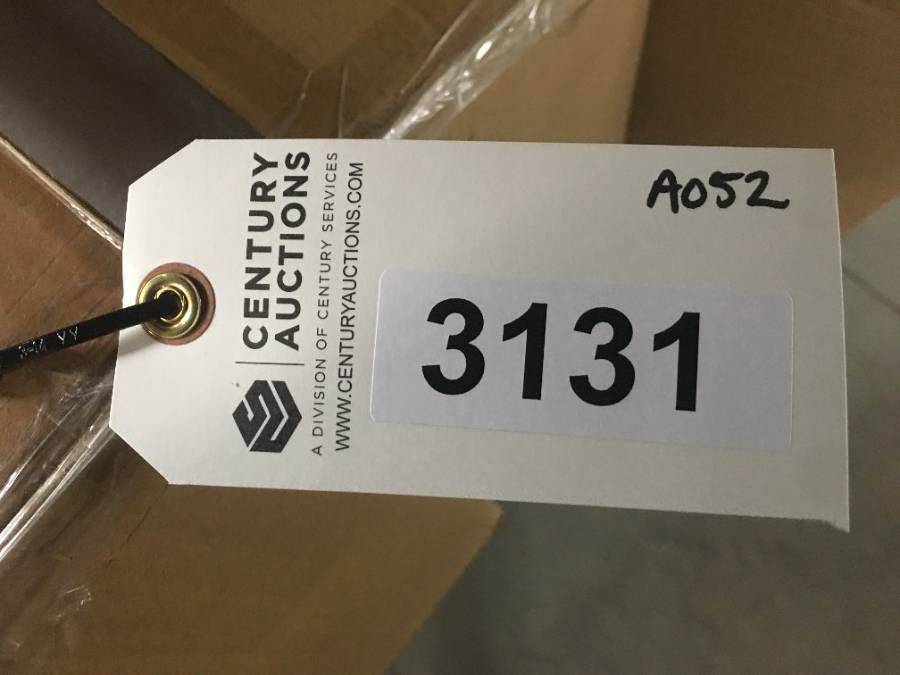 CENTURY
AUCTIONS
A DIVISION OF CENTURY SERVICES
WWW.CENTURYAUCTIONS.COM
A052
3131